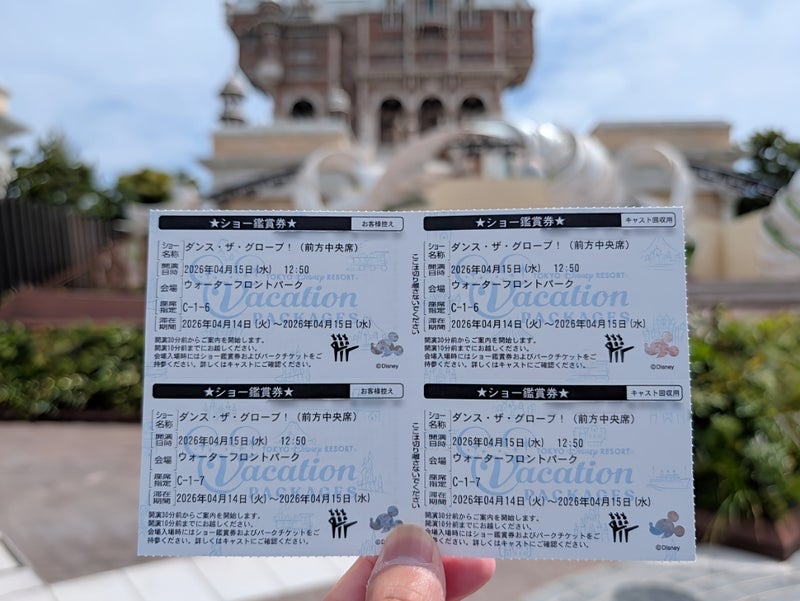 ★ショー鑑賞券★ お客様控え
ショー名称 ダンス・ザ・グローブ！（前方中央席）
開演日時 2026年04月15日(水) 12:50
会場 ウォーターフロントパーク
座席指定 C-1-6
滞在期間 2026年04月14日(火)～2026年04月15日(水)
開演30分前からご案内を開始します。
開演10分前までにお越しください。
会場入場時にはショー鑑賞券およびパークチケットをご
持参ください。詳しくはキャストにご確認ください。
TOKYO Disney RESORT
Vacation
PACKAGES
©Disney
★ショー鑑賞券★ キャスト回収用
ショー名称 ダンス・ザ・グローブ！（前方中央席）
開演日時 2026年04月15日(水) 12:50
会場 ウォーターフロントパーク
座席指定 C-1-6
滞在期間 2026年04月14日(火)～2026年04月15日(水)
開演30分前からご案内を開始します。
開演10分前までにお越しください。
会場入場時にはショー鑑賞券およびパークチケットをご
持参ください。詳しくはキャストにご確認ください。
TOKYO Disney RESORT
Vacation
PACKAGES
©Disney
★ショー鑑賞券★ お客様控え
ショー名称 ダンス・ザ・グローブ！（前方中央席）
開演日時 2026年04月15日(水) 12:50
会場 ウォーターフロントパーク
座席指定 C-1-7
滞在期間 2026年04月14日(火)～2026年04月15日(水)
開演30分前からご案内を開始します。
開演10分前までにお越しください。
会場入場時にはショー鑑賞券およびパークチケットをご
持参ください。詳しくはキャストにご確認ください。
TOKYO Disney RESORT
Vacation
PACKAGES
★ショー鑑賞券★ キャスト回収用
ショー名称 ダンス・ザ・グローブ！（前方中央席）
開演日時 2026年04月15日(水) 12:50
会場 ウォーターフロントパーク
座席指定 C-1-7
滞在期間 2026年04月14日(火)～2026年04月15日(水)
開演30分前からご案内を開始します。
開演10分前までにお越しください。
会場入場時にはショー鑑賞券およびパークチケットをご
持参ください。詳しくはキャストにご確認ください。
TOKYO Disney RESORT
Vacation
PACKAGES
©Disney